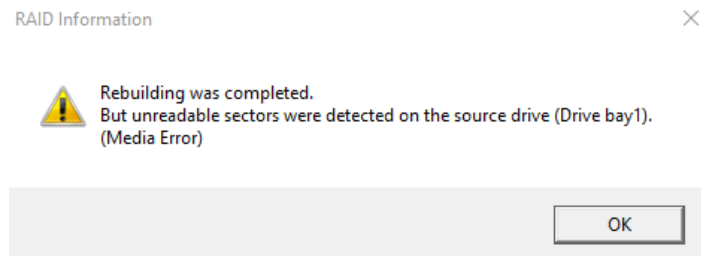 RAID Information
Rebuilding was completed.
But unreadable sectors were detected on the source drive (Drive bay1).
(Media Error)
OK